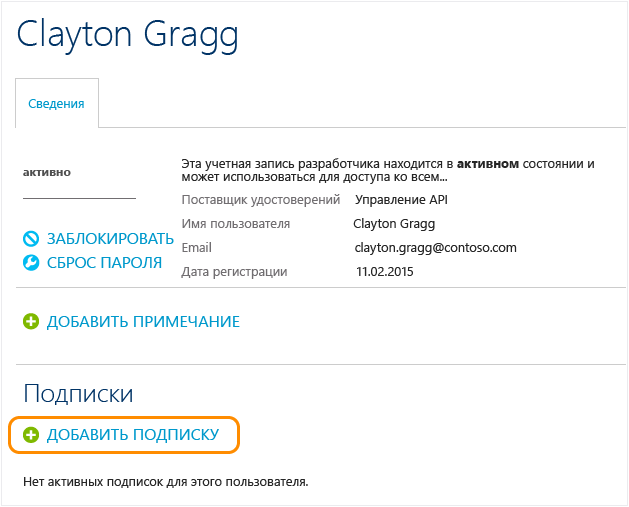 Clayton Gragg
Сведения
активно
Эта учетная запись разработчика находится в активном состоянии и
может использоваться для доступа ко всем...
Поставщик удостоверений Управление API
Имя пользователя Clayton Gragg
Email clayton.gragg@contoso.com
Дата регистрации 11.02.2015
ЗАБЛОКИРОВАТЬ
СБРОС ПАРОЛЯ
ДОБАВИТЬ ПРИМЕЧАНИЕ
Подписки
ДОБАВИТЬ ПОДПИСКУ
Нет активных подписок для этого пользователя.